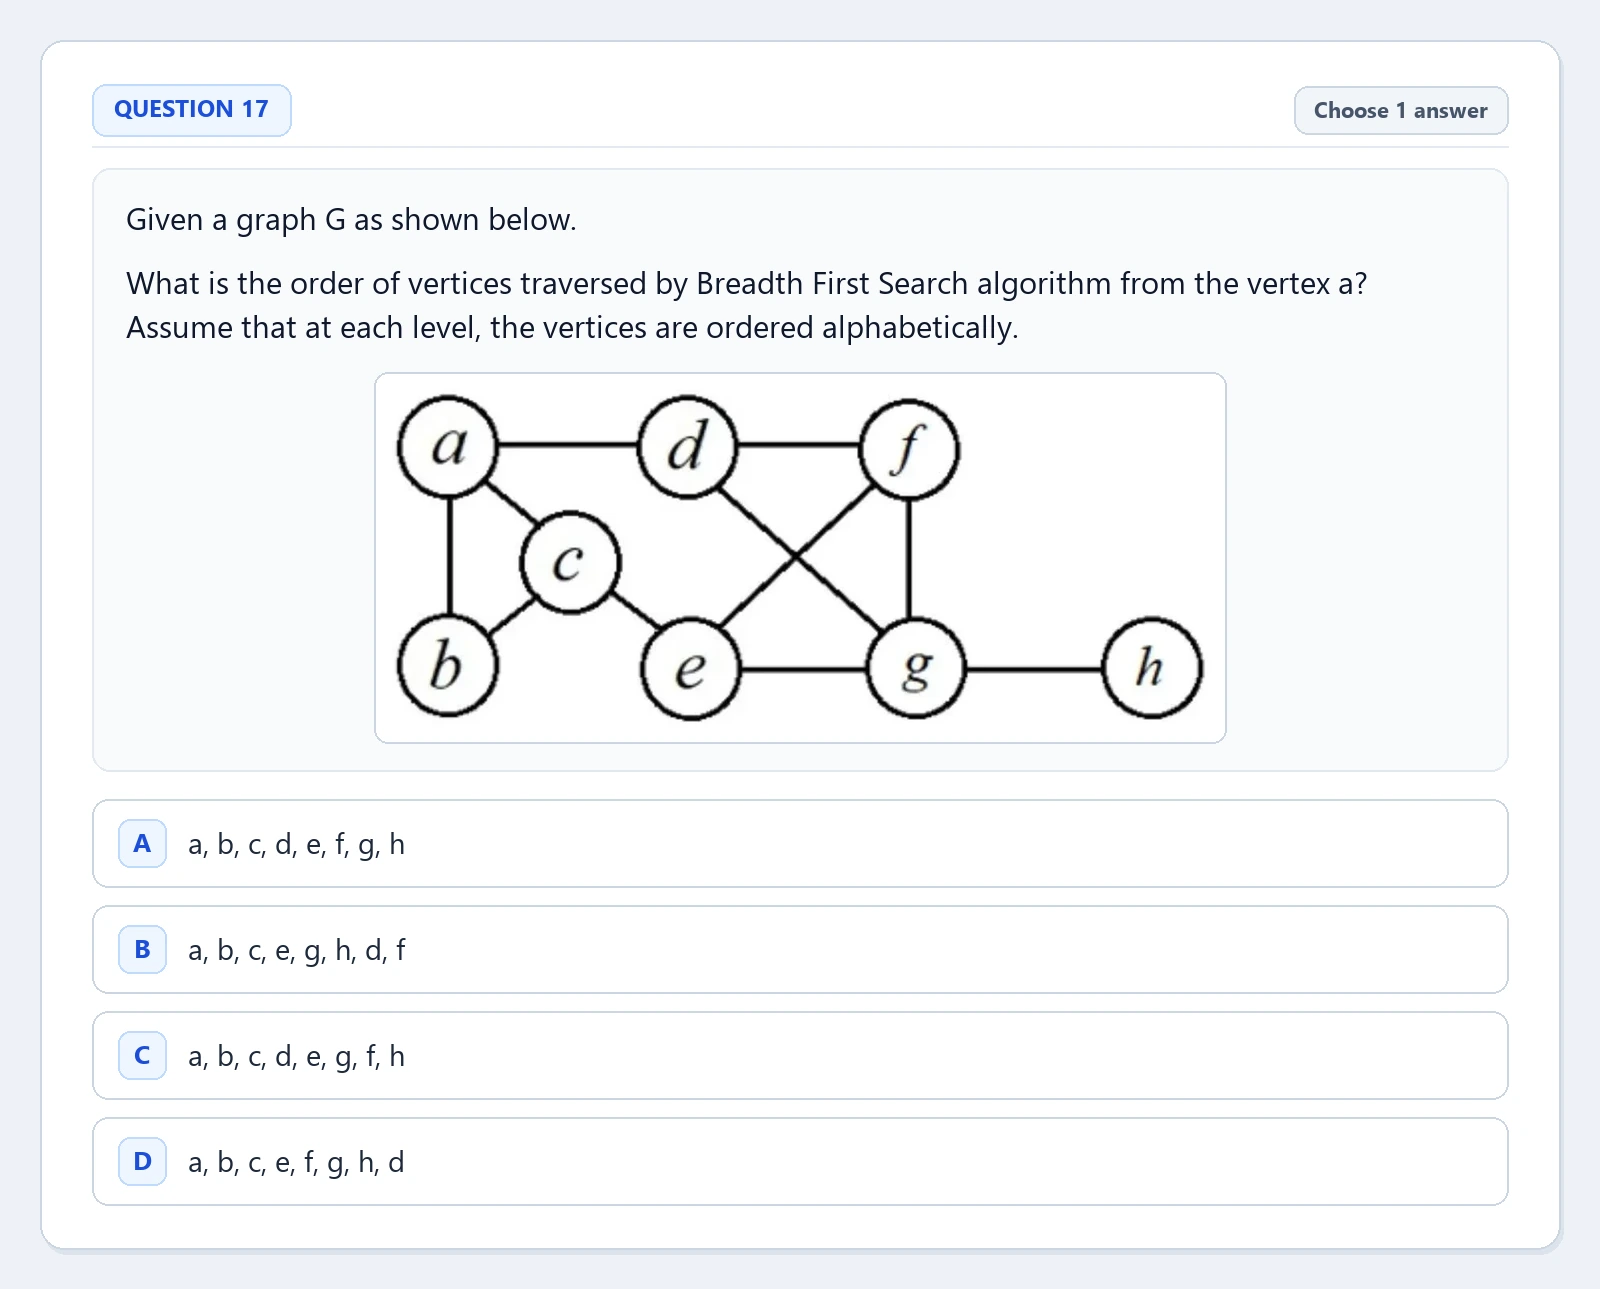 QUESTION 17
Choose 1 answer
Given a graph G as shown below.
What is the order of vertices traversed by Breadth First Search algorithm from the vertex a?
Assume that at each level, the vertices are ordered alphabetically.
a
d
f
c
b
e
g
h
A
a, b, c, d, e, f, g, h
B
a, b, c, e, g, h, d, f
C
a, b, c, d, e, g, f, h
D
a, b, c, e, f, g, h, d